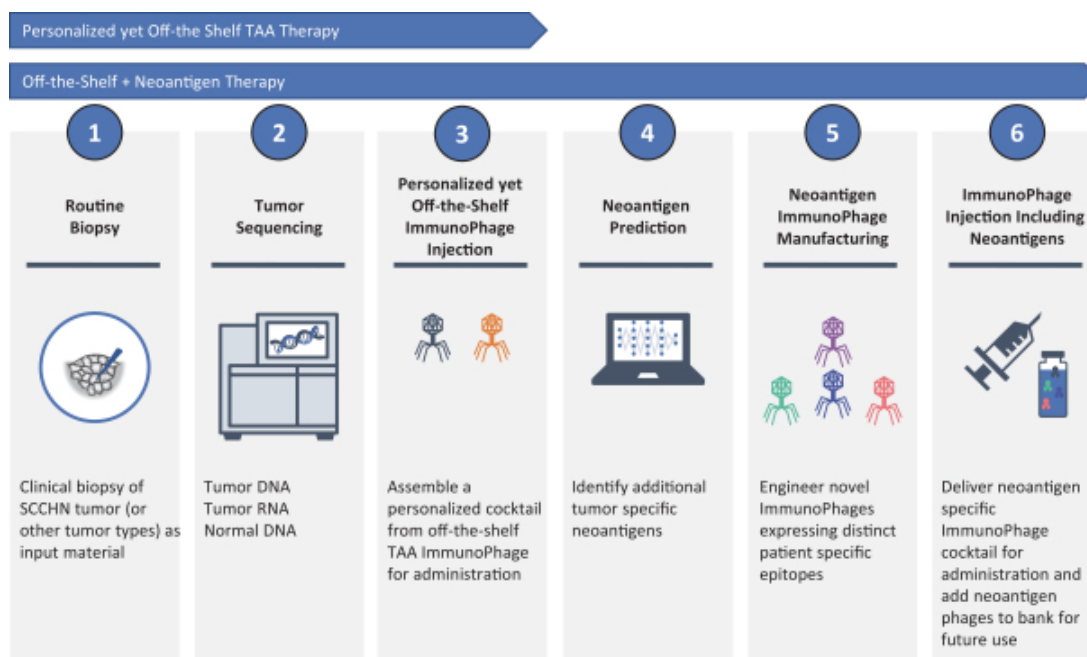 Personalized yet Off-the Shelf TAA Therapy
Off-the-Shelf + Neoantigen Therapy
1
Routine
Biopsy
Clinical biopsy of
SCCHN tumor (or
other tumor types) as
input material
2
Tumor
Sequencing
Tumor DNA
Tumor RNA
Normal DNA
3
Personalized yet
Off-the-Shelf
ImmunoPhage
Injection
Assemble a
personalized cocktail
from off-the-shelf
TAA ImmunoPhage
for administration
4
Neoantigen
Prediction
Identify additional
tumor specific
neoantigens
5
Neoantigen
ImmunoPhage
Manufacturing
Engineer novel
ImmunoPhages
expressing distinct
patient specific
epitopes
6
ImmunoPhage
Injection Including
Neoantigens
Deliver neoantigen
specific
ImmunoPhage
cocktail for
administration and
add neoantigen
phages to bank for
future use